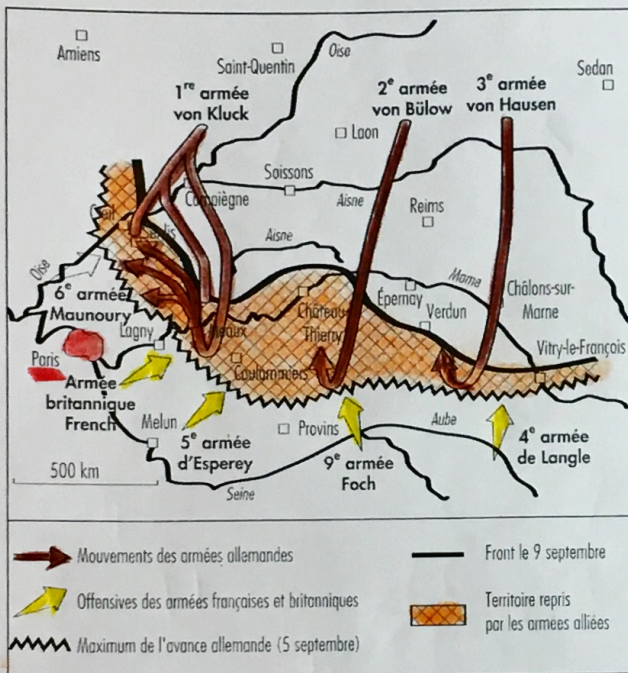 Amiens
Saint-Quentin
Oise
Sedan
1re armée
von Kluck
2e armée
von Bülow
3e armée
von Hausen
Laon
Soissons
Compiègne
Aisne
Reims
Creil
Senlis
Aisne
Oise
6e armée
Maunoury
Marne
Châlons-sur-
Marne
Épernay
Verdun
Château-
Thierry
Vitry-le-François
Lagny
Meaux
Paris
Coulommiers
Armée
britannique
French
Melun
5e armée
d'Esperey
Provins
9e armée
Foch
Aube
4e armée
de Langle
500 km
Seine
Mouvements des armées allemandes
Front le 9 septembre
Offensives des armées françaises et britanniques
Territoire repris
par les armées alliées
Maximum de l'avance allemande (5 septembre)